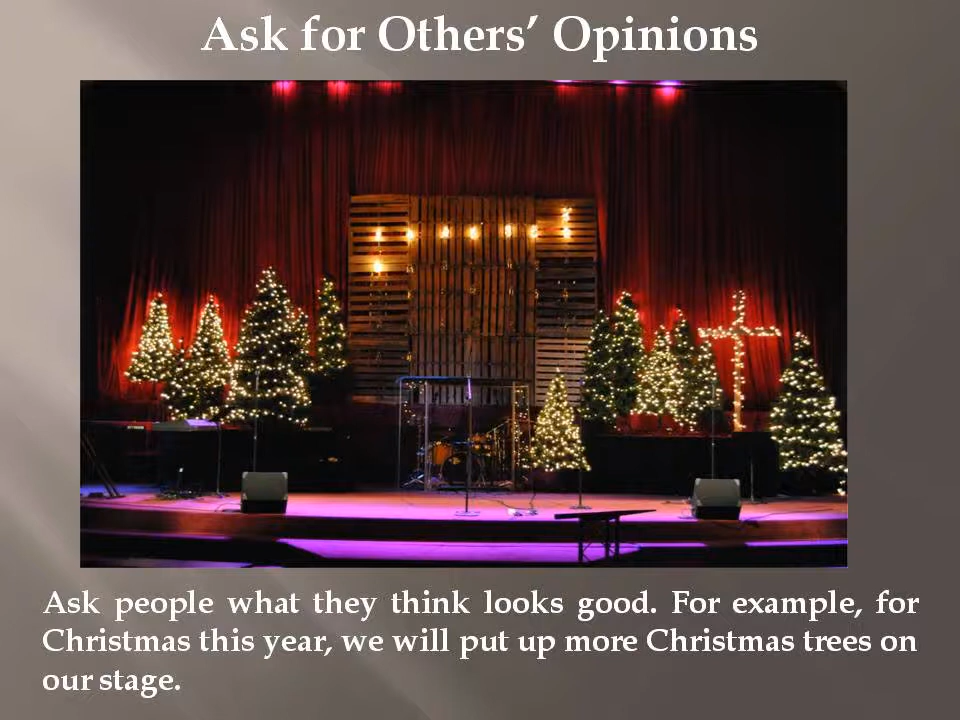 Ask for Others’ Opinions
Ask people what they think looks good. For example, for
Christmas this year, we will put up more Christmas trees on
our stage.